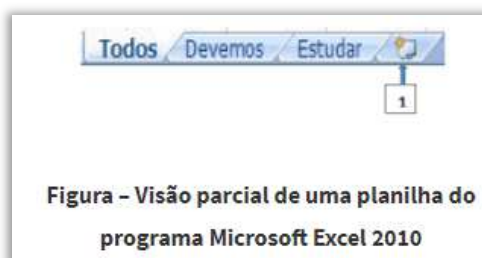 Todos Devemos Estudar
1
Figura – Visão parcial de uma planilha do
programa Microsoft Excel 2010